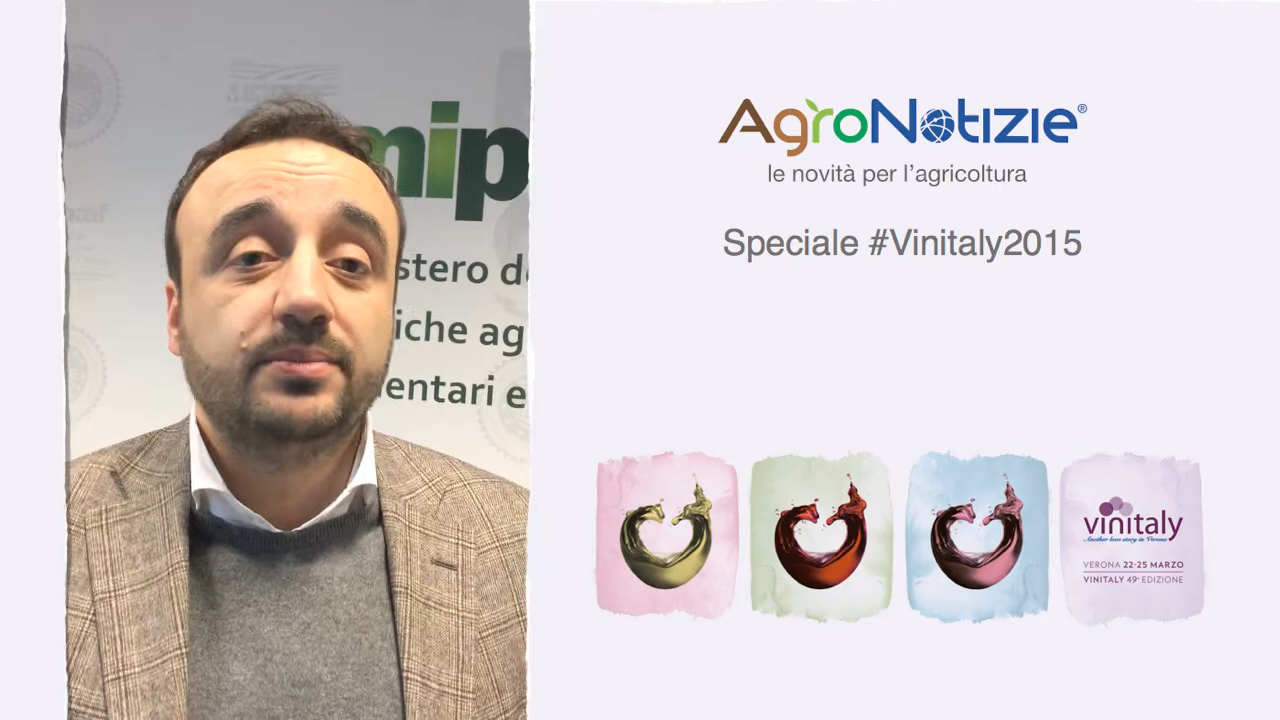 mip
stero de
iche ag
entari e
AgroNotizie®
le novità per l'agricoltura
Speciale #Vinitaly2015
vinitaly
Another love story in Verona
VERONA 22-25 MARZO
VINITALY 49ª EDIZIONE